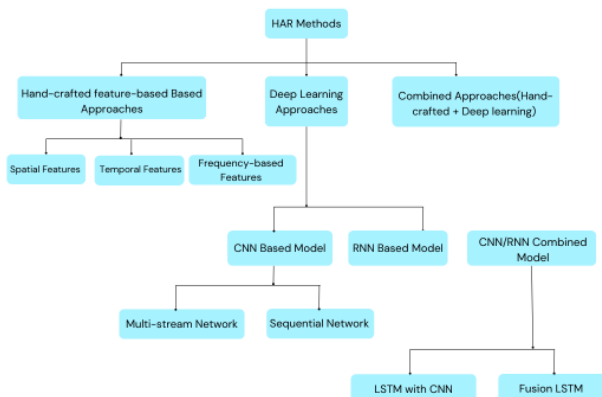 HAR Methods
Hand-crafted feature-based Based
Approaches
Deep Learning
Approaches
Combined Approaches(Hand-
crafted + Deep learning)
Spatial Features
Temporal Features
Frequency-based
Features
CNN Based Model
RNN Based Model
CNN/RNN Combined
Model
Multi-stream Network
Sequential Network
LSTM with CNN
Fusion LSTM